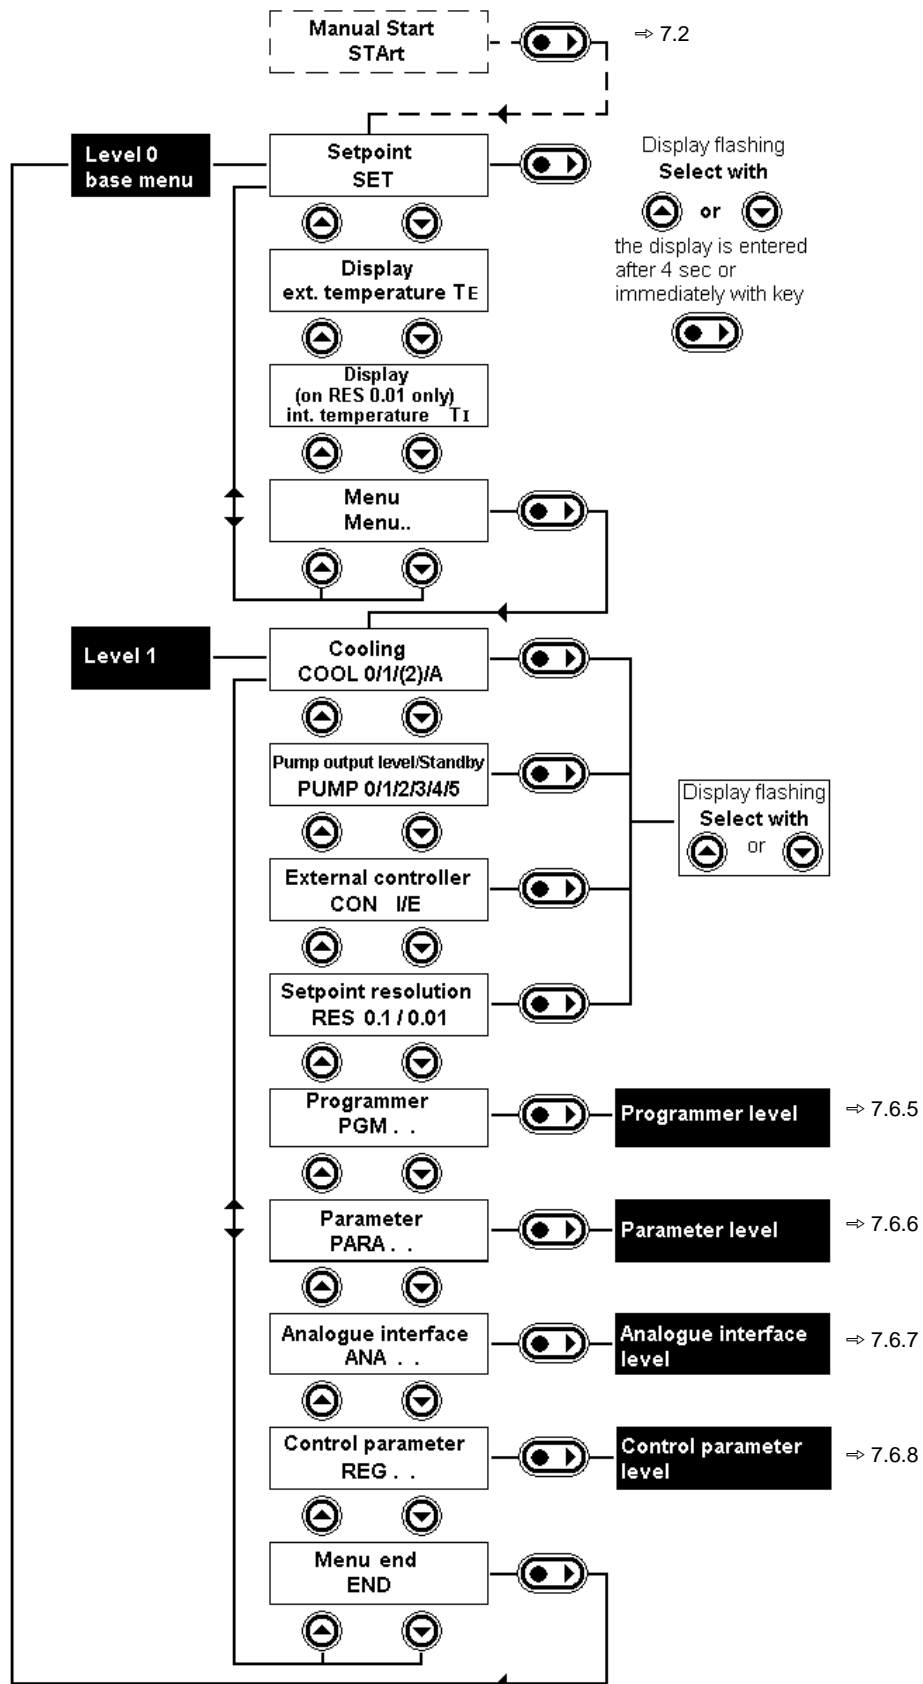 Manual Start
STArt
⇨ 7.2
Level 0
base menu
Setpoint
SET
Display flashing
Select with
or
the display is entered
after 4 sec or
immediately with key
Display
ext. temperature TE
Display
(on RES 0.01 only)
int. temperature TI
Menu
Menu..
Level 1
Cooling
COOL 0/1/(2)/A
Pump output level/Standby
PUMP 0/1/2/3/4/5
Display flashing
Select with
or
External controller
CON I/E
Setpoint resolution
RES 0.1 / 0.01
Programmer
PGM . .
Programmer level
⇨ 7.6.5
Parameter
PARA . .
Parameter level
⇨ 7.6.6
Analogue interface
ANA . .
Analogue interface
level
⇨ 7.6.7
Control parameter
REG . .
Control parameter
level
⇨ 7.6.8
Menu end
END